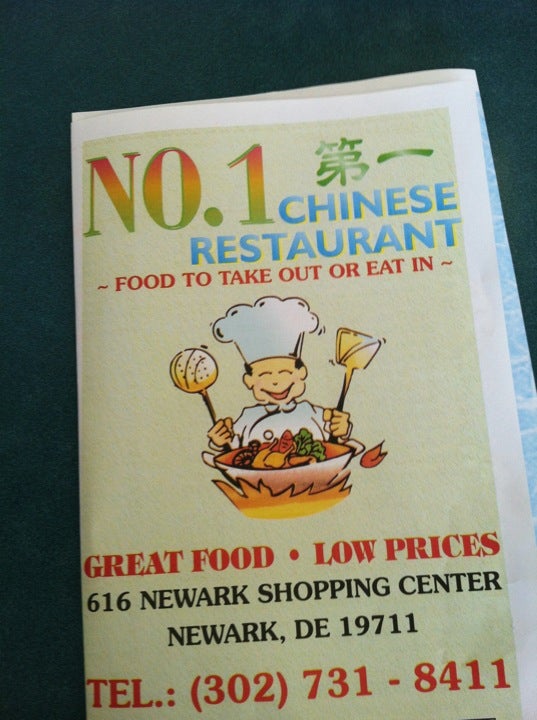 NO.1 第一
CHINESE
RESTAURANT
~ FOOD TO TAKE OUT OR EAT IN ~
GREAT FOOD • LOW PRICES
616 NEWARK SHOPPING CENTER
NEWARK, DE 19711
TEL.: (302) 731 - 8411